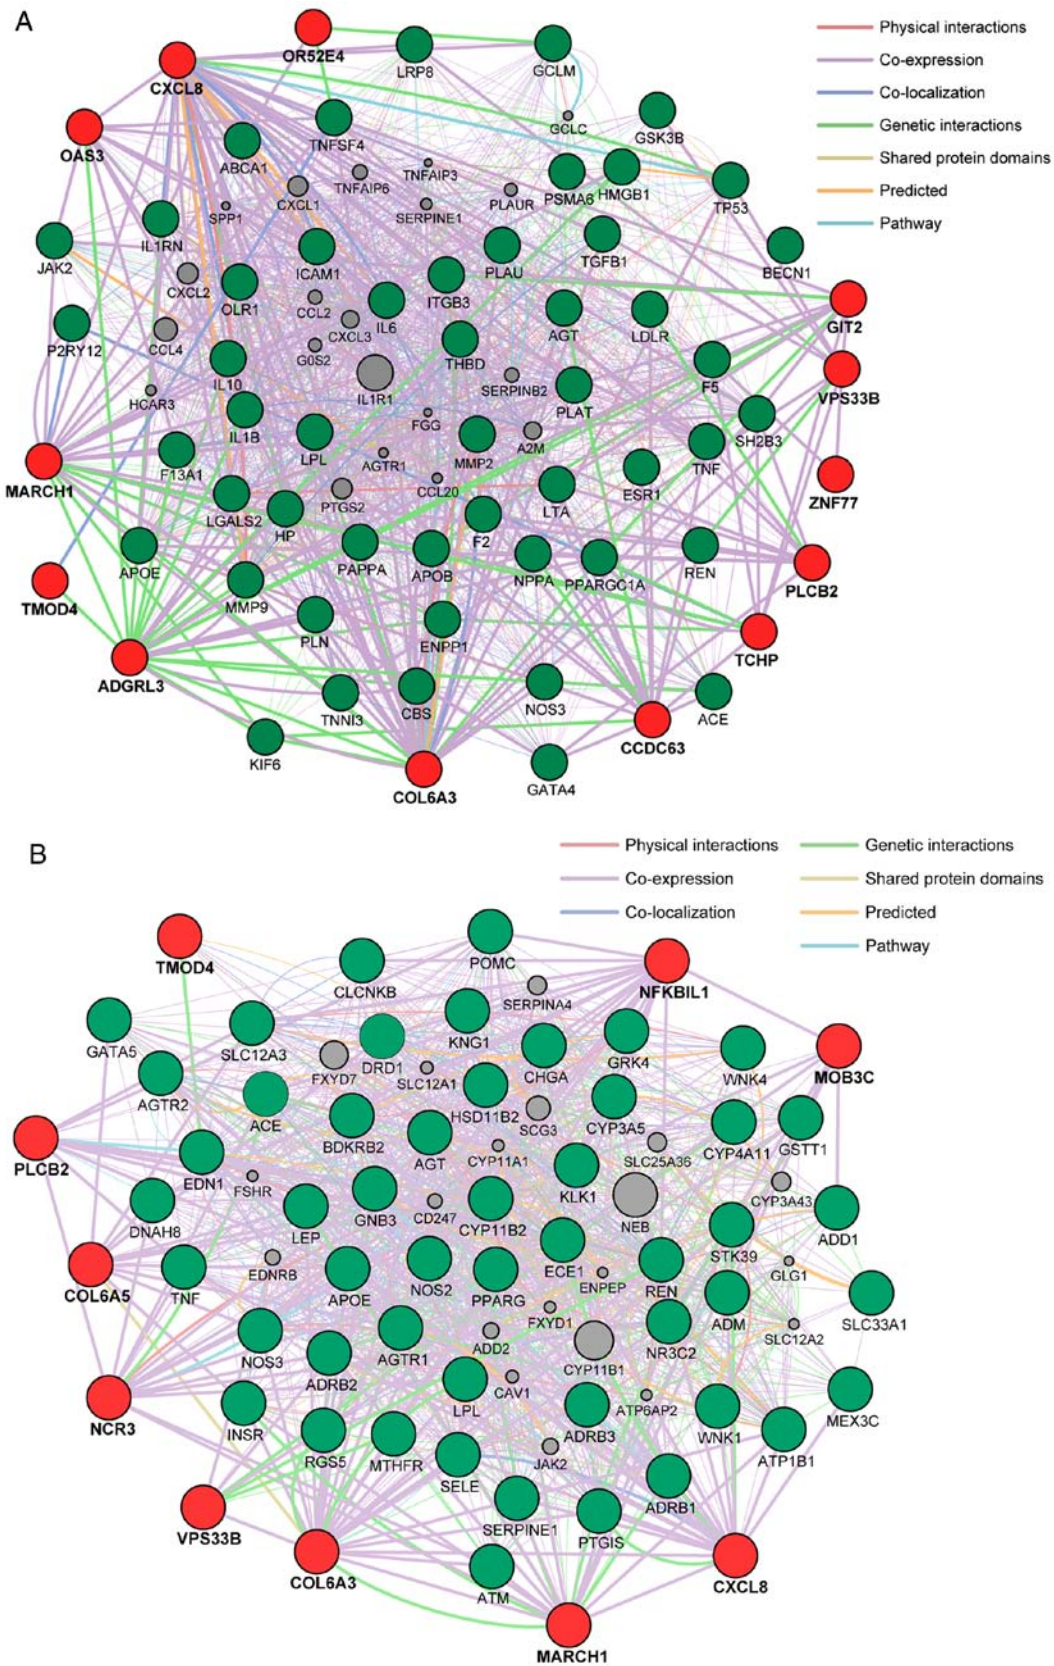 A
OR52E4
CXCL8
LRP8
GCLM
OAS3
GCLC
GSK3B
TNFSF4
ABCA1
TNFAIP6
TNFAIP3
CXCL1
PLAUR
PSMA6
HMGB1
TP53
SPP1
SERPINE1
IL1RN
JAK2
ICAM1
PLAU
TGFB1
BECN1
CXCL2
OLR1
CCL2
IL6
ITGB3
AGT
LDLR
GIT2
P2RY12
CCL4
CXCL3
G0S2
THBD
IL10
IL1R1
SERPINB2
F5
VPS33B
HCAR3
PLAT
IL1B
FGG
SH2B3
F13A1
LPL
AGTR1
MMP2
A2M
TNF
MARCH1
CCL20
ESR1
ZNF77
LGALS2
HP
PTGS2
LTA
F2
APOE
PAPPA
APOB
NPPA
PPARGC1A
REN
PLCB2
TMOD4
MMP9
PLN
ENPP1
TCHP
ADGRL3
TNNI3
CBS
NOS3
ACE
CCDC63
KIF6
COL6A3
GATA4
Physical interactions
Co-expression
Co-localization
Genetic interactions
Shared protein domains
Predicted
Pathway
B
Physical interactions
Co-expression
Co-localization
Genetic interactions
Shared protein domains
Predicted
Pathway
TMOD4
CLCNKB
POMC
NFKBIL1
SERPINA4
GATA5
SLC12A3
FXYD7
DRD1
KNG1
SLC12A1
CHGA
GRK4
WNK4
MOB3C
AGTR2
ACE
BDKRB2
HSD11B2
SCG3
CYP3A5
AGT
CYP11A1
SLC25A36
CYP4A11
GSTT1
PLCB2
EDN1
FSHR
KLK1
CYP3A43
DNAH8
LEP
GNB3
CD247
CYP11B2
NEB
STK39
ADD1
COL6A5
TNF
EDNRB
APOE
NOS2
PPARG
ECE1
ENPEP
REN
GLG1
ADM
SLC33A1
NOS3
ADRB2
AGTR1
ADD2
FXYD1
CYP11B1
NR3C2
SLC12A2
NCR3
INSR
LPL
CAV1
ATP6AP2
MEX3C
RGS5
MTHFR
ADRB3
WNK1
ATP1B1
SELE
JAK2
VPS33B
SERPINE1
PTGIS
ADRB1
COL6A3
ATM
CXCL8
MARCH1